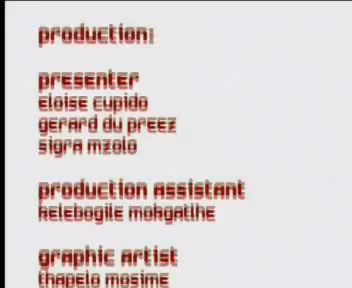 production:
presenter
eloise cupido
gerard du preez
sigra mzolo
production assistant
kelebogile mokgatlhe
graphic artist
thapelo mosime